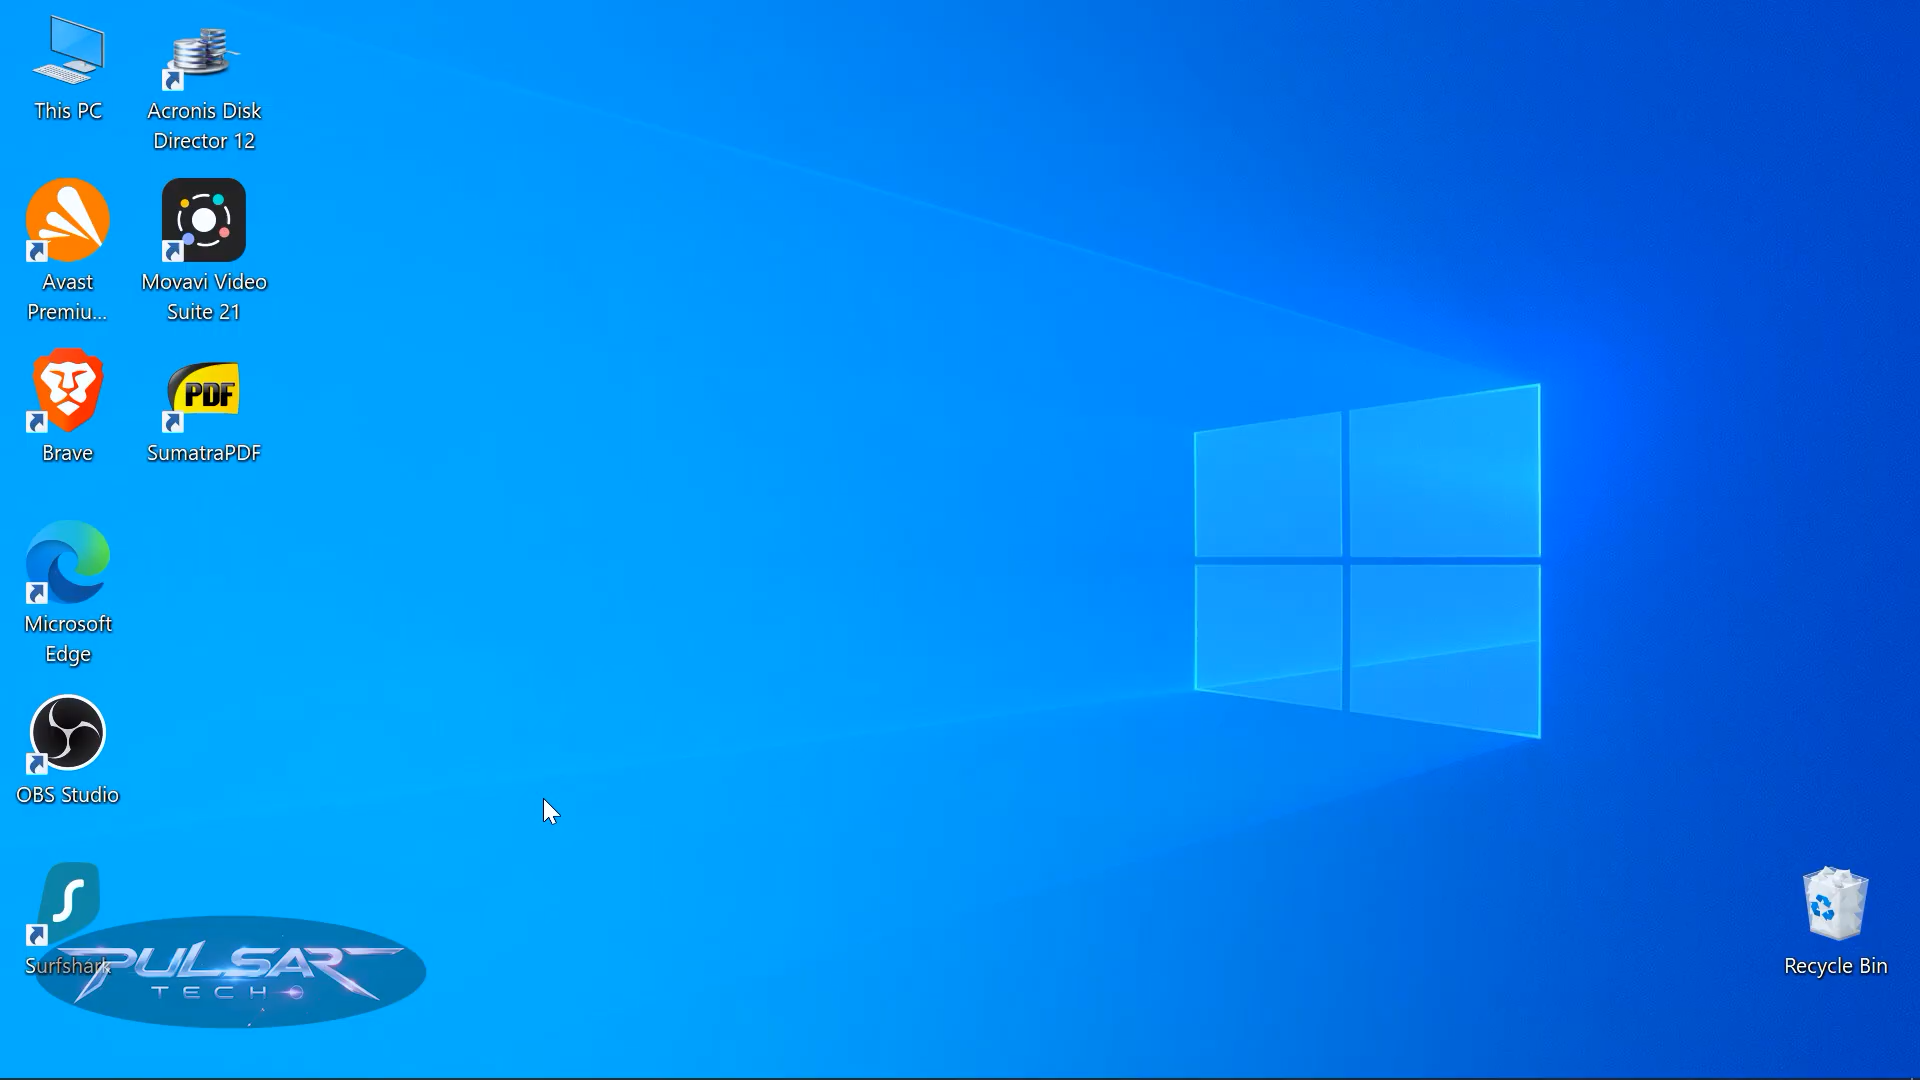 This PC
Acronis Disk
Director 12
Avast
Premiu...
Movavi Video
Suite 21
Brave
PDF
SumatraPDF
Microsoft
Edge
OBS Studio
Surfshark
PULSAR
TECH
Recycle Bin